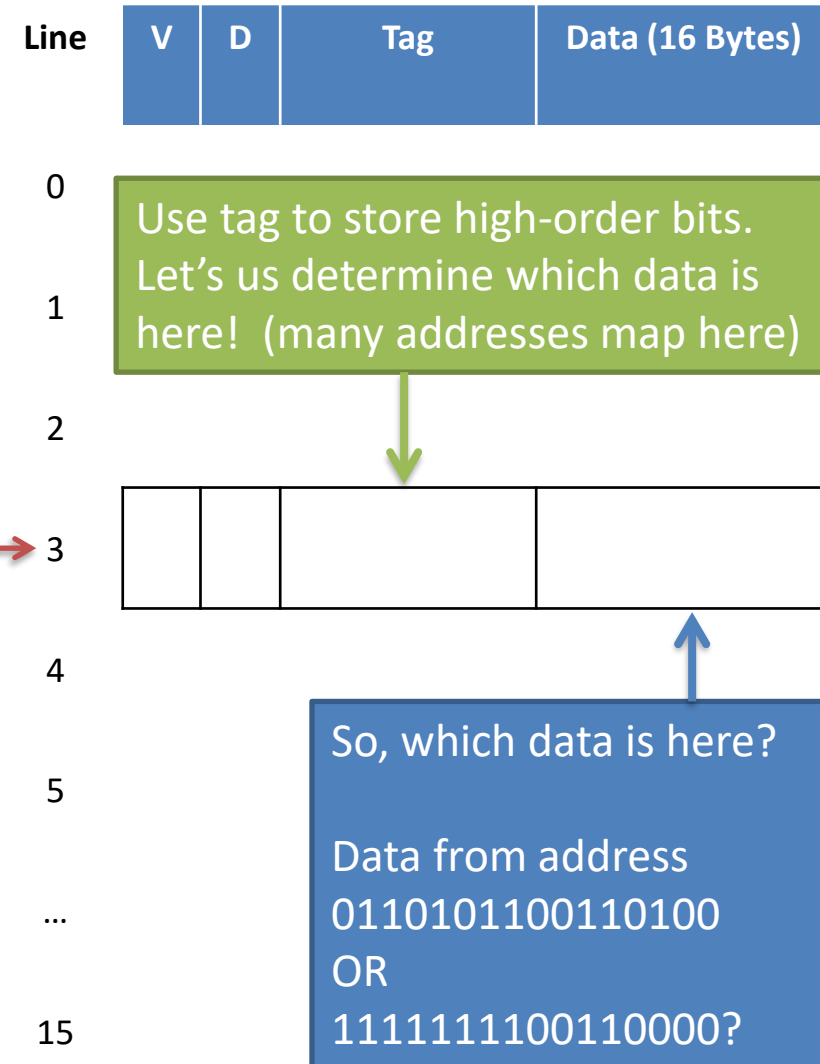 Line V D Tag Data (16 Bytes)
0
Use tag to store high-order bits.
Let’s us determine which data is
here! (many addresses map here)
1
2
3
4
So, which data is here?
5
Data from address
0110101100110100
...
OR
1111111100110000?
15